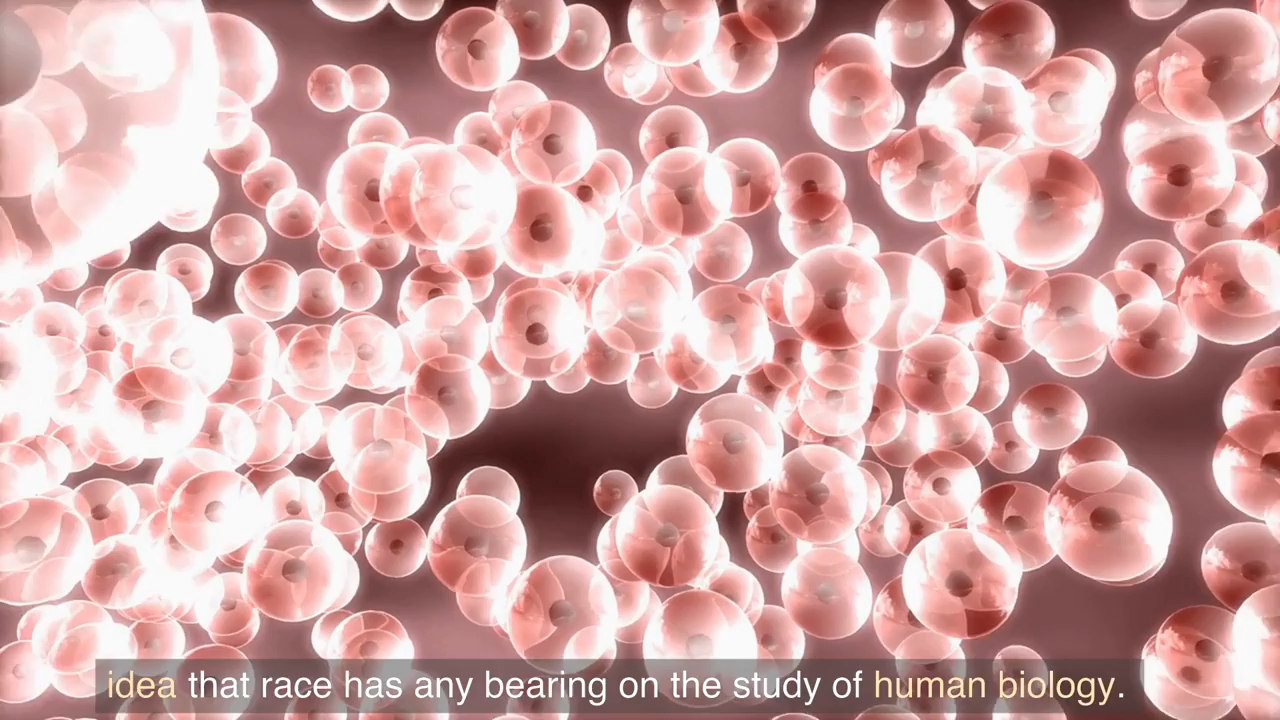 idea that race has any bearing on the study of human biology.